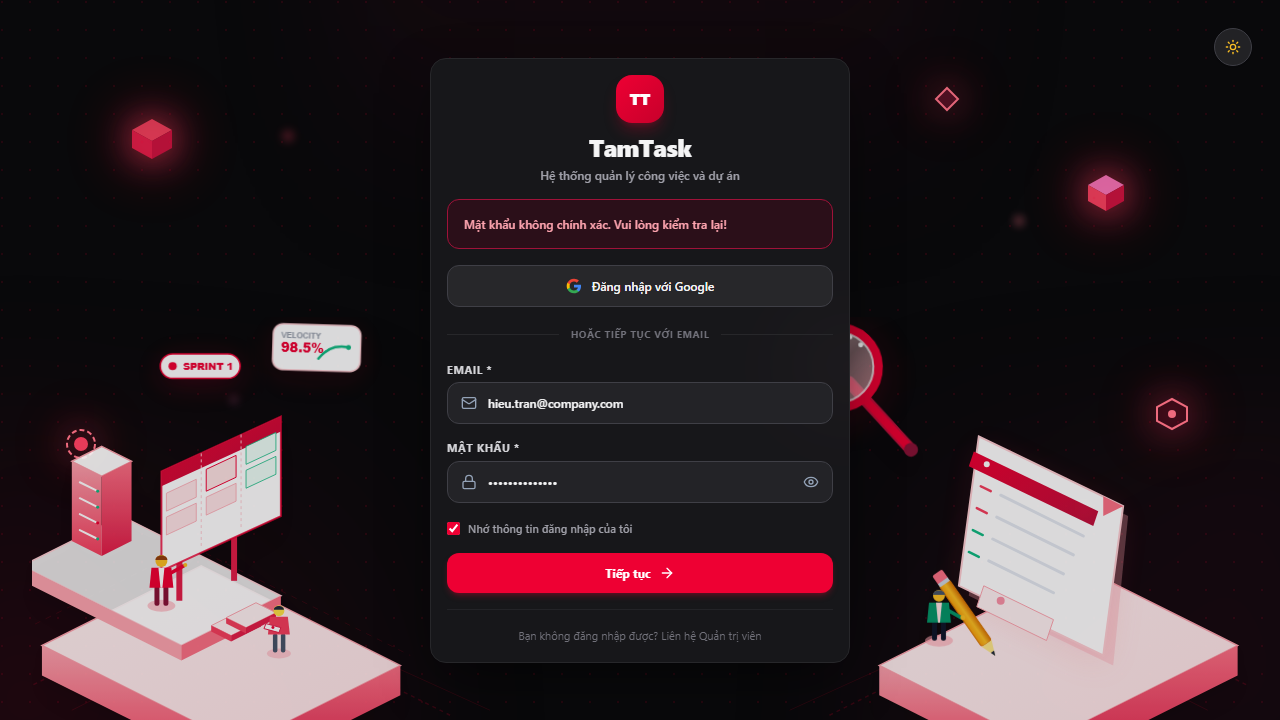 TT
TamTask
Hệ thống quản lý công việc và dự án
Mật khẩu không chính xác. Vui lòng kiểm tra lại!
Đăng nhập với Google
HOẶC TIẾP TỤC VỚI EMAIL
EMAIL *
hieu.tran@company.com
MẬT KHẨU *
••••••••••••••
Nhớ thông tin đăng nhập của tôi
Tiếp tục →
Bạn không đăng nhập được? Liên hệ Quản trị viên
VELOCITY
98.5%
SPRINT 1